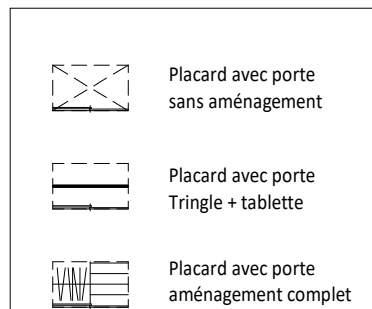 Placard avec porte
sans aménagement
Placard avec porte
Tringle + tablette
Placard avec porte
aménagement complet